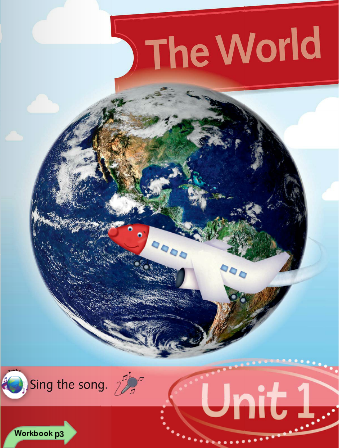 The World
Sing the song.
Unit 1
Workbook p3